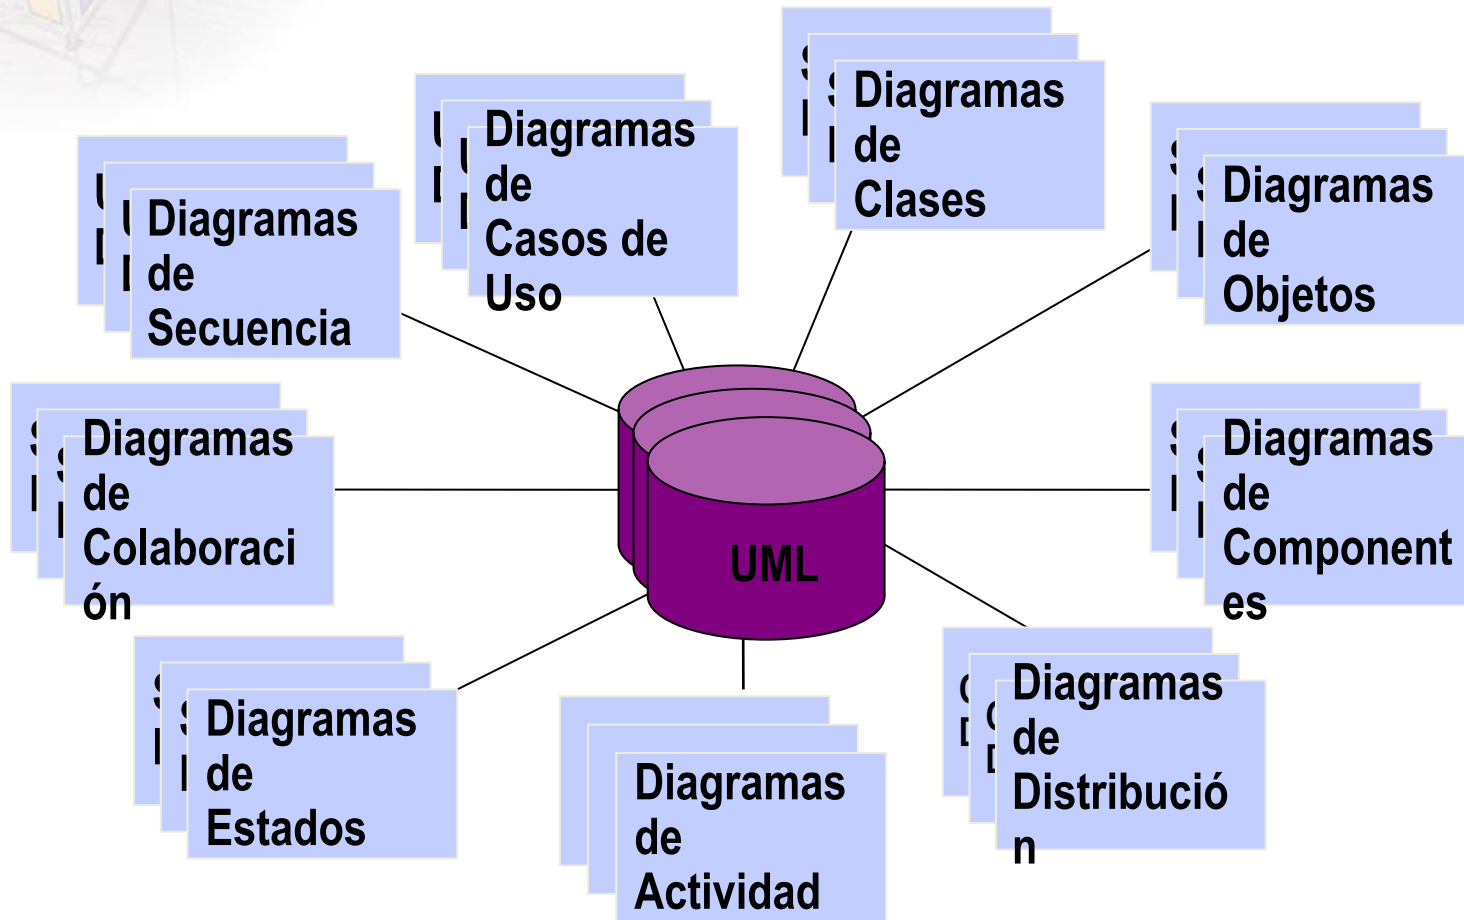 Diagramas
de
Clases
Diagramas
de
Casos de
Uso
Diagramas
de
Objetos
Diagramas
de
Secuencia
Diagramas
de
Colaboraci
ón
UML
Diagramas
de
Component
es
Diagramas
de
Estados
Diagramas
de
Actividad
Diagramas
de
Distribució
n